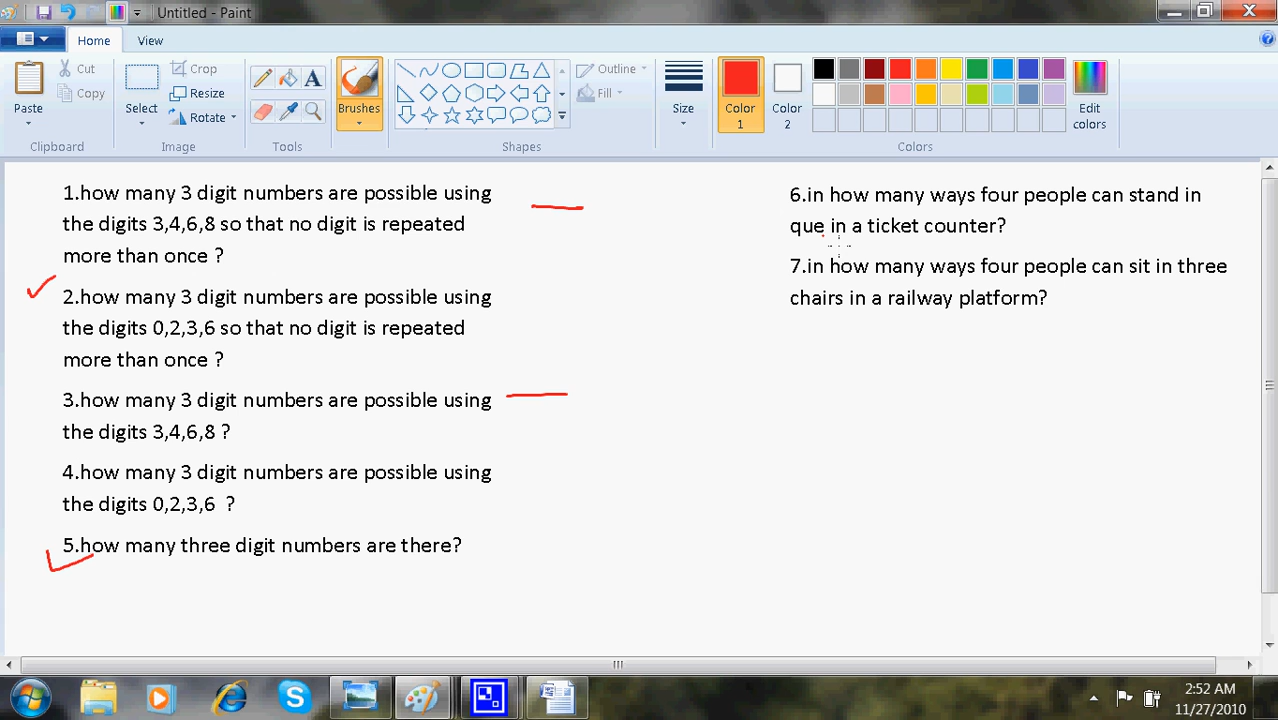 Untitled - Paint
Home View
Paste
Cut
Copy
Clipboard
Select
Crop
Resize
Rotate
Image
A
Tools
Brushes
Outline
Fill
Shapes
Size
Color 1
Color 2
Edit colors
Colors
1.how many 3 digit numbers are possible using
the digits 3,4,6,8 so that no digit is repeated
more than once ?
2.how many 3 digit numbers are possible using
the digits 0,2,3,6 so that no digit is repeated
more than once ?
3.how many 3 digit numbers are possible using
the digits 3,4,6,8 ?
4.how many 3 digit numbers are possible using
the digits 0,2,3,6 ?
5.how many three digit numbers are there?
6.in how many ways four people can stand in
que in a ticket counter?
7.in how many ways four people can sit in three
chairs in a railway platform?
2:52 AM
11/27/2010